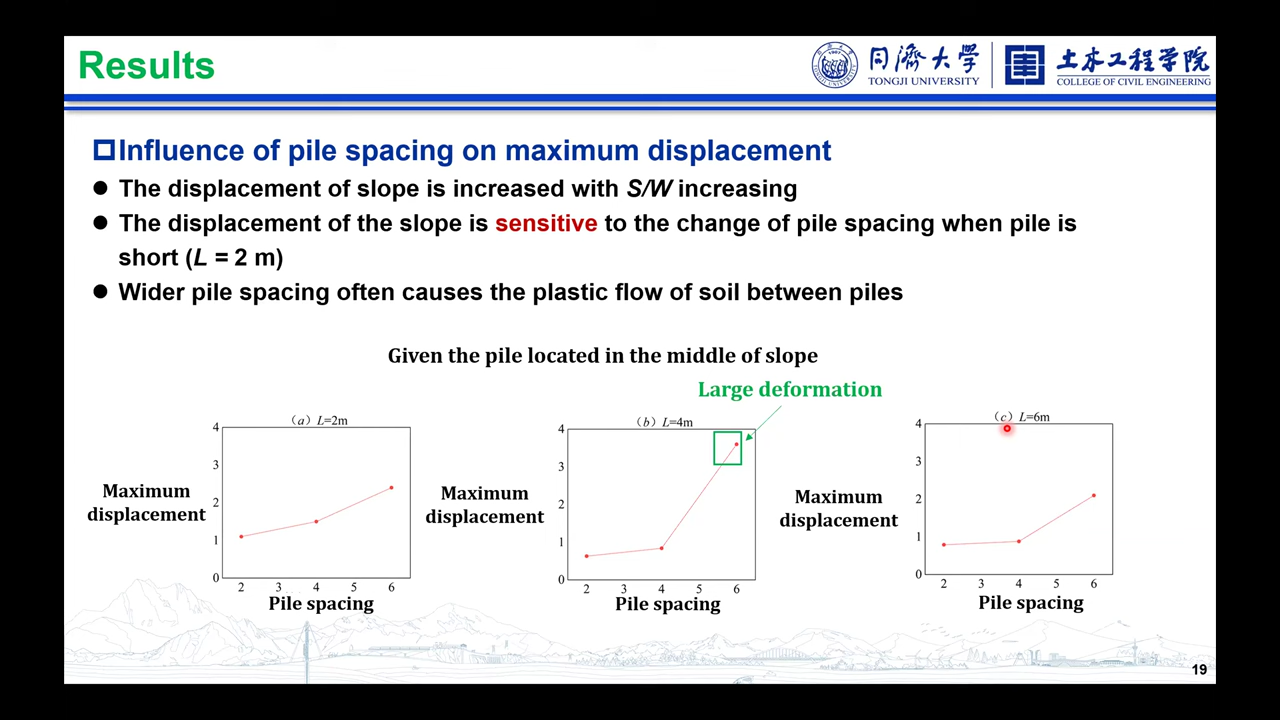 Results
同濟大學
TONGJI UNIVERSITY
土木工程学院
COLLEGE OF CIVIL ENGINEERING
Influence of pile spacing on maximum displacement
The displacement of slope is increased with S/W increasing
The displacement of the slope is sensitive to the change of pile spacing when pile is
short (L = 2 m)
Wider pile spacing often causes the plastic flow of soil between piles
Given the pile located in the middle of slope
Large deformation
(a) L=2m
4
3
2
1
0
2 3 4 5 6
Maximum
displacement
Pile spacing
(b) L=4m
4
3
2
1
0
2 3 4 5 6
Maximum
displacement
Pile spacing
(c) L=6m
4
3
2
1
0
2 3 4 5 6
Maximum
displacement
Pile spacing
19